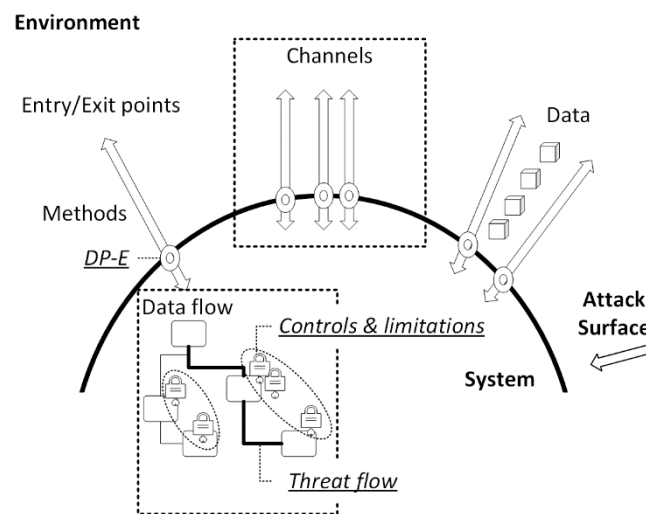 Environment
Channels
Entry/Exit points
Data
Methods
DP-E
Data flow
Controls & limitations
Attack
Surface
System
Threat flow